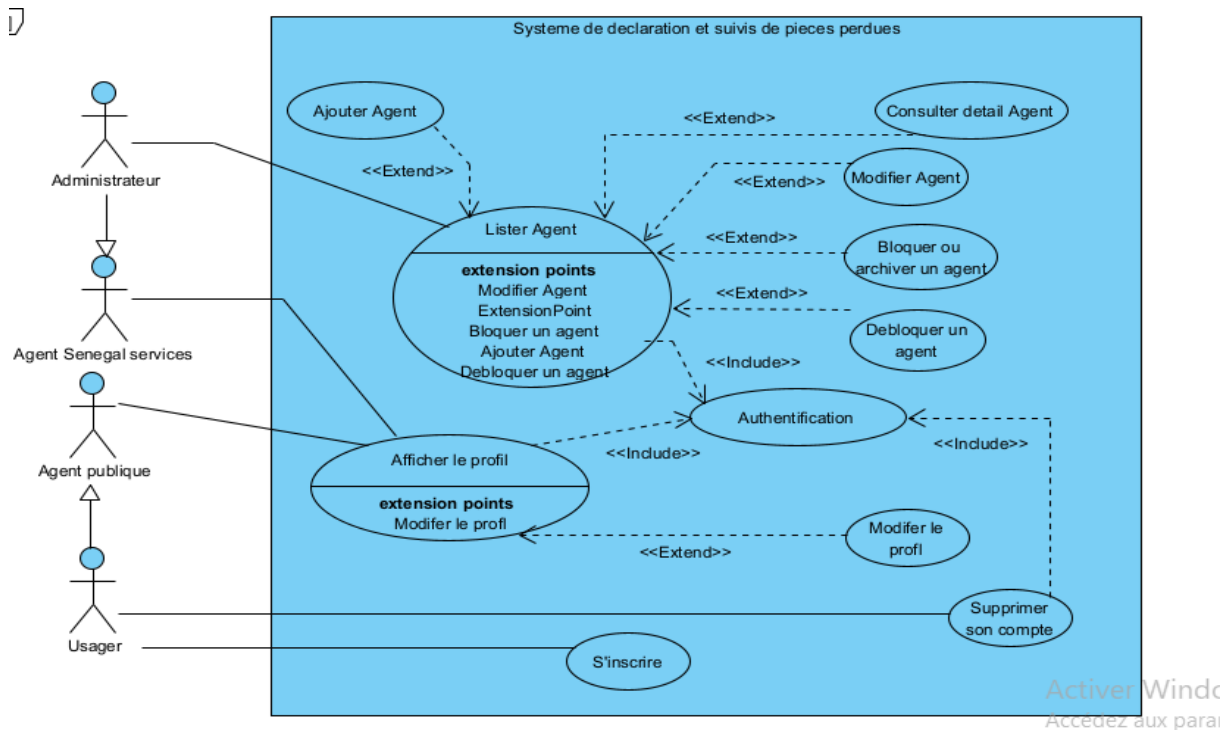 Systeme de declaration et suivis de pieces perdues
Ajouter Agent
<<Extend>>
Consulter detail Agent
<<Extend>>
Modifier Agent
<<Extend>>
Administrateur
<<Extend>>
Bloquer ou
archiver un agent
Lister Agent
extension points
Modifier Agent
ExtensionPoint
Bloquer un agent
Ajouter Agent
Debloquer un agent
<<Extend>>
Debloquer un
agent
Agent Senegal services
<<Include>>
Authentification
<<Include>>
<<Include>>
Agent publique
Afficher le profil
extension points
Modifer le profl
<<Extend>>
Modifer le
profl
Supprimer
son compte
Usager
S'inscrire
Activer Windo
Accédez aux param